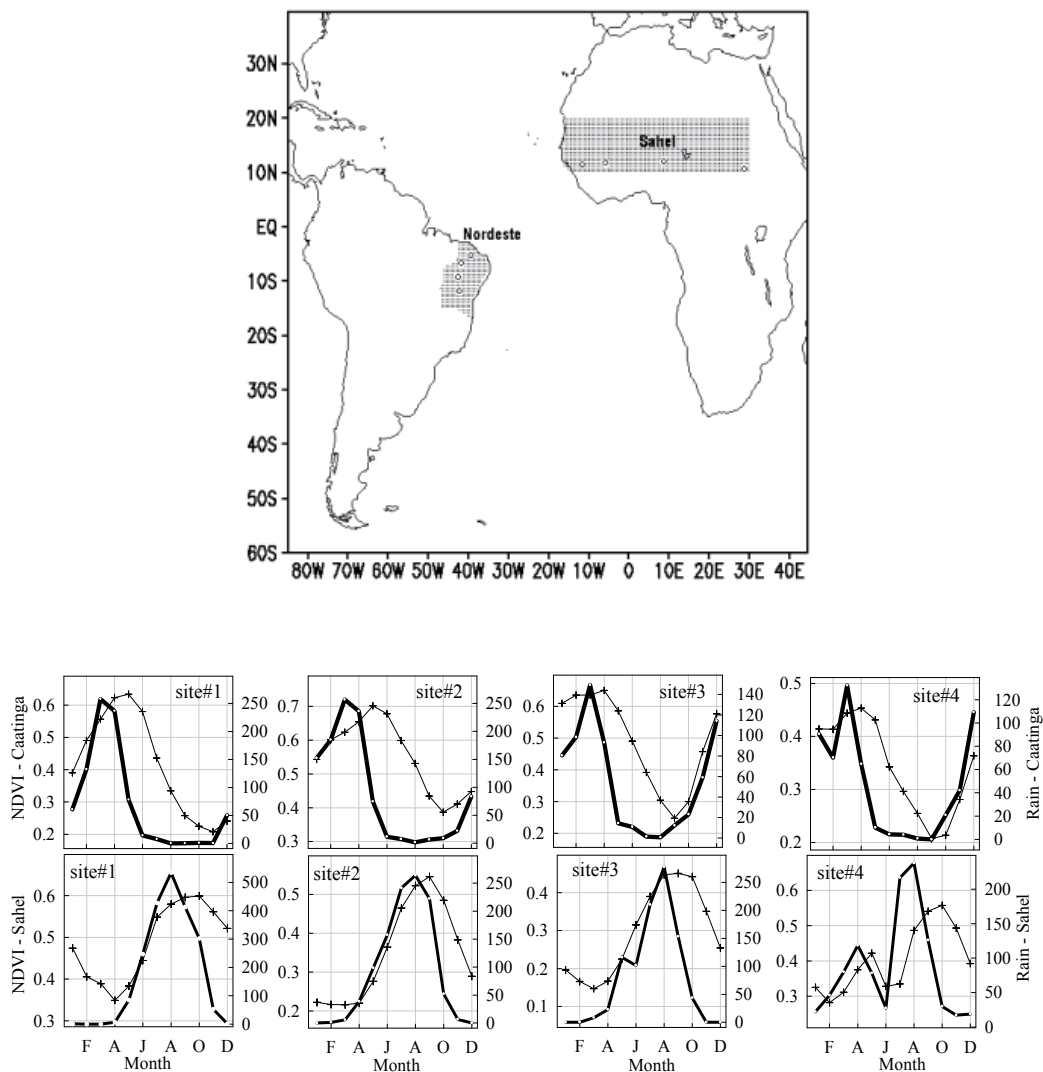 30N
20N
10N
EQ
10S
20S
30S
40S
50S
60S
Sahel
Nordeste
80W 70W 60W 50W 40W 30W 20W 10W 0 10E 20E 30E 40E
NDVI - Caatinga
0.6
0.5
0.4
0.3
0.2
site#1
250
200
150
100
50
0
0.7
0.6
0.5
0.4
0.3
site#2
250
200
150
100
50
0
0.6
0.5
0.4
0.3
0.2
site#3
140
120
100
80
60
40
20
0
0.5
0.4
0.3
0.2
site#4
120
100
80
60
40
20
0
Rain - Caatinga
NDVI - Sahel
0.6
0.5
0.4
0.3
site#1
500
400
300
200
100
0
0.5
0.4
0.3
0.2
site#2
250
200
150
100
50
0
0.4
0.3
0.2
0.1
site#3
250
200
150
100
50
0
0.6
0.5
0.4
0.3
site#4
200
150
100
50
0
Rain - Sahel
F A J A O D
F A J A O D
F A J A O D
F A J A O D
Month
Month
Month
Month